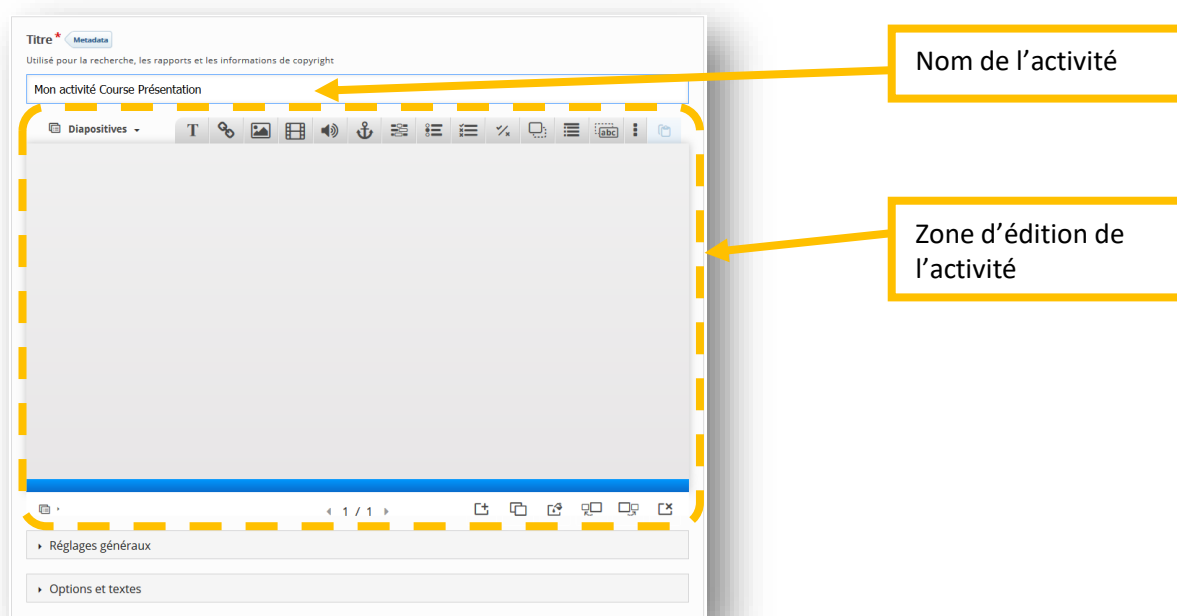 Titre * Metadata
Utilisé pour la recherche, les rapports et les informations de copyright
Mon activité Course Présentation
Nom de l’activité
Diapositives
T
abc
Zone d’édition de
l’activité
1 / 1
Réglages généraux
Options et textes